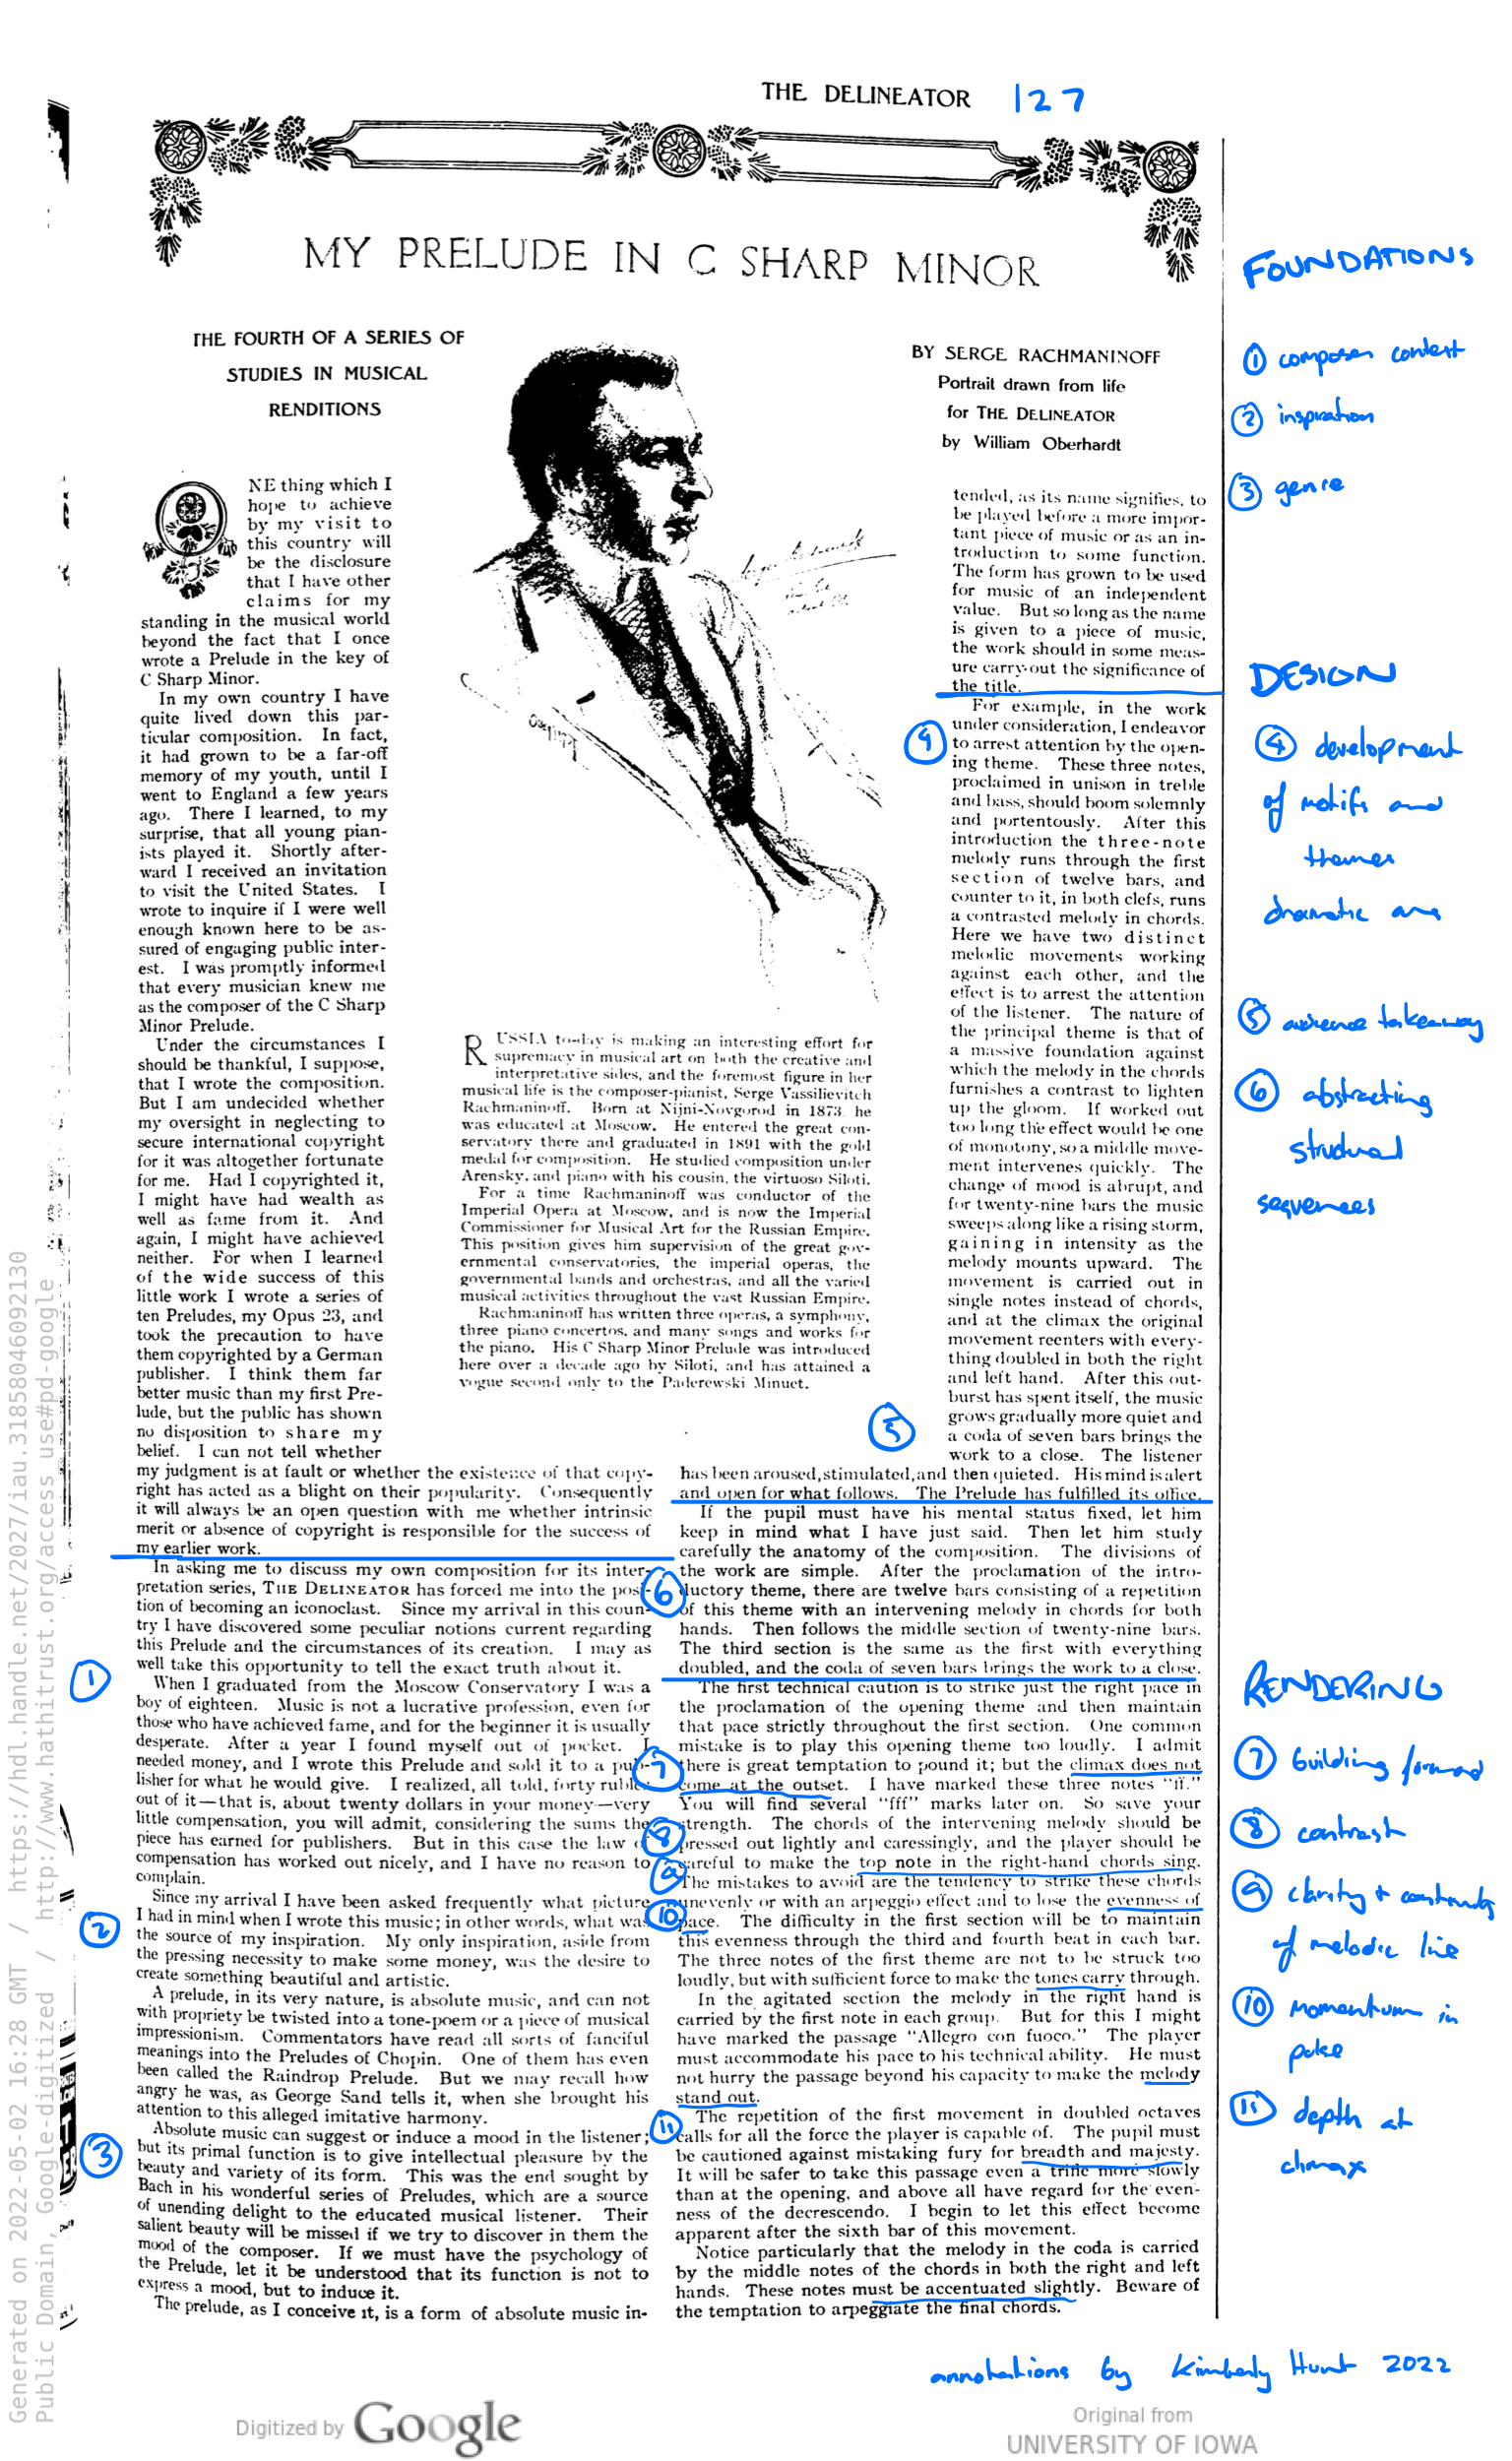 THE DELINEATOR 127
MY PRELUDE IN C SHARP MINOR
THE FOURTH OF A SERIES OF
STUDIES IN MUSICAL
RENDITIONS
BY SERGE RACHMANINOFF
Portrait drawn from life
for THE DELINEATOR
by William Oberhardt
ONE thing which I
hope to achieve
by my visit to
this country will
be the disclosure
that I have other
claims for my
standing in the musical world
beyond the fact that I once
wrote a Prelude in the key of
C Sharp Minor.
In my own country I have
quite lived down this par-
ticular composition. In fact,
it had grown to be a far-off
memory of my youth, until I
went to England a few years
ago. There I learned, to my
surprise, that all young pian-
ists played it. Shortly after-
ward I received an invitation
to visit the United States. I
wrote to inquire if I were well
enough known here to be as-
sured of engaging public inter-
est. I was promptly informed
that every musician knew me
as the composer of the C Sharp
Minor Prelude.
Under the circumstances I
should be thankful, I suppose,
that I wrote the composition.
But I am undecided whether
my oversight in neglecting to
secure international copyright
for it was altogether fortunate
for me. Had I copyrighted it,
I might have had wealth as
well as fame from it. And
again, I might have achieved
neither. For when I learned
of the wide success of this
little work I wrote a series of
ten Preludes, my Opus 23, and
took the precaution to have
them copyrighted by a German
publisher. I think them far
better music than my first Pre-
lude, but the public has shown
no disposition to share my
belief. I can not tell whether
my judgment is at fault or whether the existence of that copy-
right has acted as a blight on their popularity. Consequently
it will always be an open question with me whether intrinsic
merit or absence of copyright is responsible for the success of
my earlier work.
In asking me to discuss my own composition for its inter-
pretation series, THE DELINEATOR has forced me into the posi-
tion of becoming an iconoclast. Since my arrival in this coun-
try I have discovered some peculiar notions current regarding
this Prelude and the circumstances of its creation. I may as
well take this opportunity to tell the exact truth about it.
1
When I graduated from the Moscow Conservatory I was a
boy of eighteen. Music is not a lucrative profession, even for
those who have achieved fame, and for the beginner it is usually
desperate. After a year I found myself out of pocket. I
needed money, and I wrote this Prelude and sold it to a pub-
lisher for what he would give. I realized, all told, forty rubles
out of it—that is, about twenty dollars in your money—very
little compensation, you will admit, considering the sums the
piece has earned for publishers. But in this case the law of
compensation has worked out nicely, and I have no reason to
complain.
2
Since my arrival I have been asked frequently what picture
I had in mind when I wrote this music; in other words, what was
the source of my inspiration. My only inspiration, aside from
the pressing necessity to make some money, was the desire to
create something beautiful and artistic.
A prelude, in its very nature, is absolute music, and can not
with propriety be twisted into a tone-poem or a piece of musical
impressionism. Commentators have read all sorts of fanciful
meanings into the Preludes of Chopin. One of them has even
been called the Raindrop Prelude. But we may recall how
angry he was, as George Sand tells it, when she brought his
attention to this alleged imitative harmony.
3
Absolute music can suggest or induce a mood in the listener;
but its primal function is to give intellectual pleasure by the
beauty and variety of its form. This was the end sought by
Bach in his wonderful series of Preludes, which are a source
of unending delight to the educated musical listener. Their
salient beauty will be missed if we try to discover in them the
mood of the composer. If we must have the psychology of
the Prelude, let it be understood that its function is not to
express a mood, but to induce it.
The prelude, as I conceive it, is a form of absolute music in-
RUSSIA to-day is making an interesting effort for
supremacy in musical art on both the creative and
interpretative sides, and the foremost figure in her
musical life is the composer-pianist, Serge Vassilievitch
Rachmaninoff. Born at Nijni-Novgorod in 1873 he
was educated at Moscow. He entered the great con-
servatory there and graduated in 1891 with the gold
medal for composition. He studied composition under
Arensky, and piano with his cousin, the virtuoso Siloti.
For a time Rachmaninoff was conductor of the
Imperial Opera at Moscow, and is now the Imperial
Commissioner for Musical Art for the Russian Empire.
This position gives him supervision of the great gov-
ernmental conservatories, the imperial operas, the
governmental bands and orchestras, and all the varied
musical activities throughout the vast Russian Empire.
Rachmaninoff has written three operas, a symphony,
three piano concertos, and many songs and works for
the piano. His C Sharp Minor Prelude was introduced
here over a decade ago by Siloti, and has attained a
vogue second only to the Paderewski Minuet.
tended, as its name signifies, to
be played before a more impor-
tant piece of music or as an in-
troduction to some function.
The form has grown to be used
for music of an independent
value. But so long as the name
is given to a piece of music,
the work should in some meas-
ure carry out the significance of
the title.
4
For example, in the work
under consideration, I endeavor
to arrest attention by the open-
ing theme. These three notes,
proclaimed in unison in treble
and bass, should boom solemnly
and portentously. After this
introduction the three-note
melody runs through the first
section of twelve bars, and
counter to it, in both clefs, runs
a contrasted melody in chords.
Here we have two distinct
melodic movements working
against each other, and the
effect is to arrest the attention
of the listener. The nature of
the principal theme is that of
a massive foundation against
which the melody in the chords
furnishes a contrast to lighten
up the gloom. If worked out
too long the effect would be one
of monotony, so a middle move-
ment intervenes quickly. The
change of mood is abrupt, and
for twenty-nine bars the music
sweeps along like a rising storm,
gaining in intensity as the
melody mounts upward. The
movement is carried out in
single notes instead of chords,
and at the climax the original
movement reenters with every-
thing doubled in both the right
and left hand. After this out-
burst has spent itself, the music
grows gradually more quiet and
a coda of seven bars brings the
work to a close. The listener
5
has been aroused, stimulated, and then quieted. His mind is alert
and open for what follows. The Prelude has fulfilled its office.
If the pupil must have his mental status fixed, let him
keep in mind what I have just said. Then let him study
carefully the anatomy of the composition. The divisions of
the work are simple. After the proclamation of the intro-
6 ductory theme, there are twelve bars consisting of a repetition
of this theme with an intervening melody in chords for both
hands. Then follows the middle section of twenty-nine bars.
The third section is the same as the first with everything
doubled, and the coda of seven bars brings the work to a close.
The first technical caution is to strike just the right pace in
the proclamation of the opening theme and then maintain
that pace strictly throughout the first section. One common
mistake is to play this opening theme too loudly. I admit
7 there is great temptation to pound it; but the climax does not
come at the outset. I have marked these three notes "ff."
You will find several "fff" marks later on. So save your
strength. The chords of the intervening melody should be
8 pressed out lightly and caressingly, and the player should be
9 careful to make the top note in the right-hand chords sing.
The mistakes to avoid are the tendency to strike these chords
unevenly or with an arpeggio effect and to lose the evenness of
10 pace. The difficulty in the first section will be to maintain
this evenness through the third and fourth beat in each bar.
The three notes of the first theme are not to be struck too
loudly, but with sufficient force to make the tones carry through.
In the agitated section the melody in the right hand is
carried by the first note in each group. But for this I might
have marked the passage "Allegro con fuoco." The player
must accommodate his pace to his technical ability. He must
not hurry the passage beyond his capacity to make the melody
stand out.
The repetition of the first movement in doubled octaves
11 calls for all the force the player is capable of. The pupil must
be cautioned against mistaking fury for breadth and majesty.
It will be safer to take this passage even a trifle more slowly
than at the opening, and above all have regard for the even-
ness of the decrescendo. I begin to let this effect become
apparent after the sixth bar of this movement.
Notice particularly that the melody in the coda is carried
by the middle notes of the chords in both the right and left
hands. These notes must be accentuated slightly. Beware of
the temptation to arpeggiate the final chords.
FOUNDATIONS
1 composer context
2 inspiration
3 genre
DESIGN
4 development
of motifs and
themes
dramatic arc
5 audience takeaway
6 abstracting
structural
sequences
RENDERING
7 building forward
8 contrast
9 clarity + continuity
of melodic line
10 momentum in
pulse
11 depth at
climax
annotations by Kimberly Hunt 2022
Generated on 2022-05-02 16:28 GMT / https://hdl.handle.net/2027/iau.31858046092130
Public Domain, Google-digitized / http://www.hathitrust.org/access_use#pd-google
Digitized by Google
Original from
UNIVERSITY OF IOWA